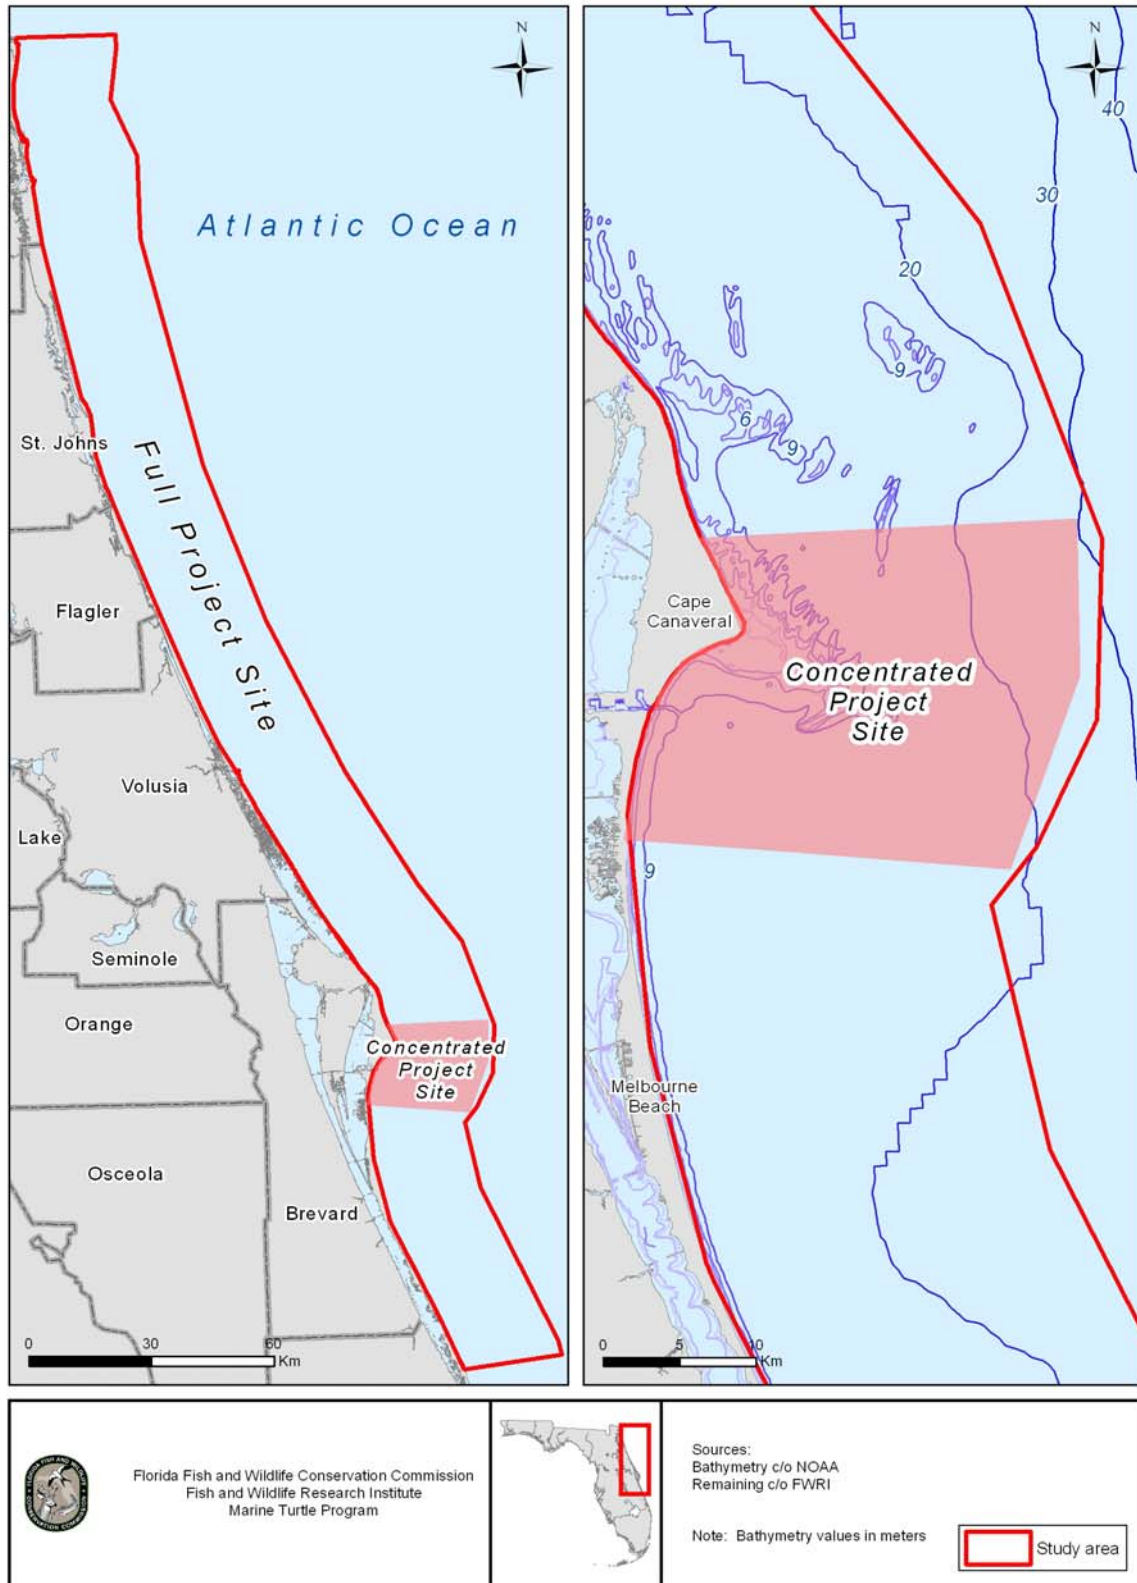 N
Atlantic Ocean
St. Johns
Full Project Site
Flagler
Volusia
Lake
Seminole
Orange
Concentrated
Project
Site
Osceola
Brevard
0 30 60
Km
N
40
30
20
9
6
9
Cape
Canaveral
Concentrated
Project
Site
9
Melbourne
Beach
0 5 10
Km
Florida Fish and Wildlife Conservation Commission
Fish and Wildlife Research Institute
Marine Turtle Program
Sources:
Bathymetry c/o NOAA
Remaining c/o FWRI
Note: Bathymetry values in meters
Study area